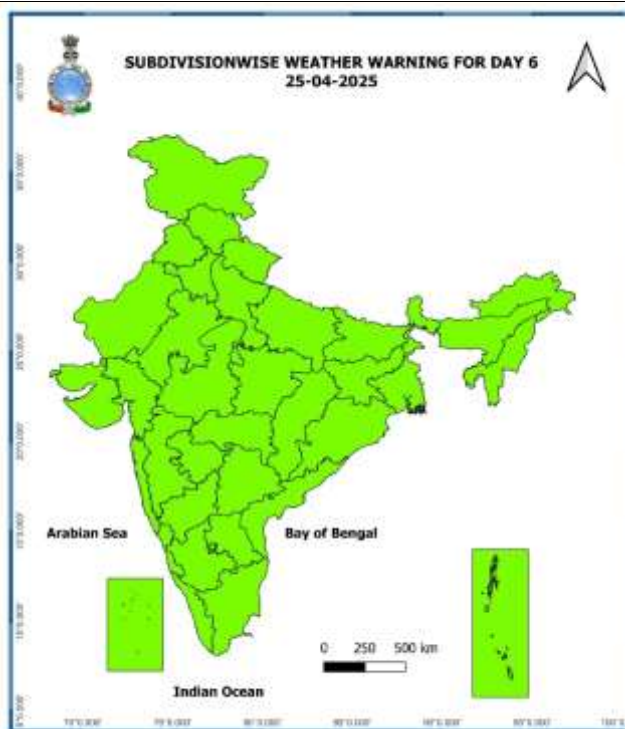 SUBDIVISIONWISE WEATHER WARNING FOR DAY 6
25-04-2025
Arabian Sea
Bay of Bengal
0 250 500 km
Indian Ocean